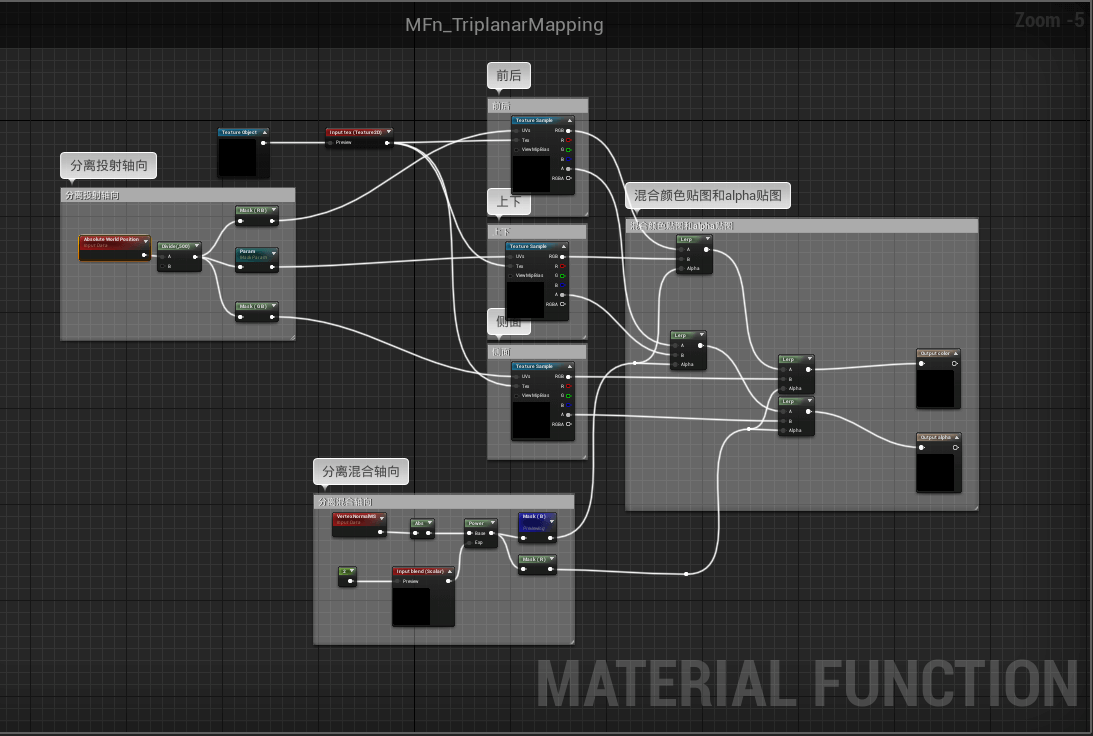 MFn_TriplanarMapping
Zoom -5
前后
前后
Texture Sample
UVs
RGB
Tex
R
View MipBias
G
B
A
RGBA
Texture Object
Input tex (Texture2D)
Preview
分离投射轴向
分离投射轴向
Absolute World Position
Input Data
Divide(,500)
A
B
Mask ( R B )
Param
Mask Param
Mask ( G B )
上下
上下
Texture Sample
UVs
RGB
Tex
R
View MipBias
G
B
A
RGBA
侧面
侧面
Texture Sample
UVs
RGB
Tex
R
View MipBias
G
B
A
RGBA
混合颜色贴图和alpha贴图
混合颜色贴图和alpha贴图
Lerp
A
B
Alpha
Lerp
A
B
Alpha
Lerp
A
B
Alpha
Lerp
A
B
Alpha
Output color
Output alpha
分离混合轴向
分离混合轴向
VertexNormalWS
Input Data
Abs
Power
Base
Exp
Mask ( B )
Previewing
Mask ( R )
Input blend (Scalar)
Preview
MATERIAL FUNCTION